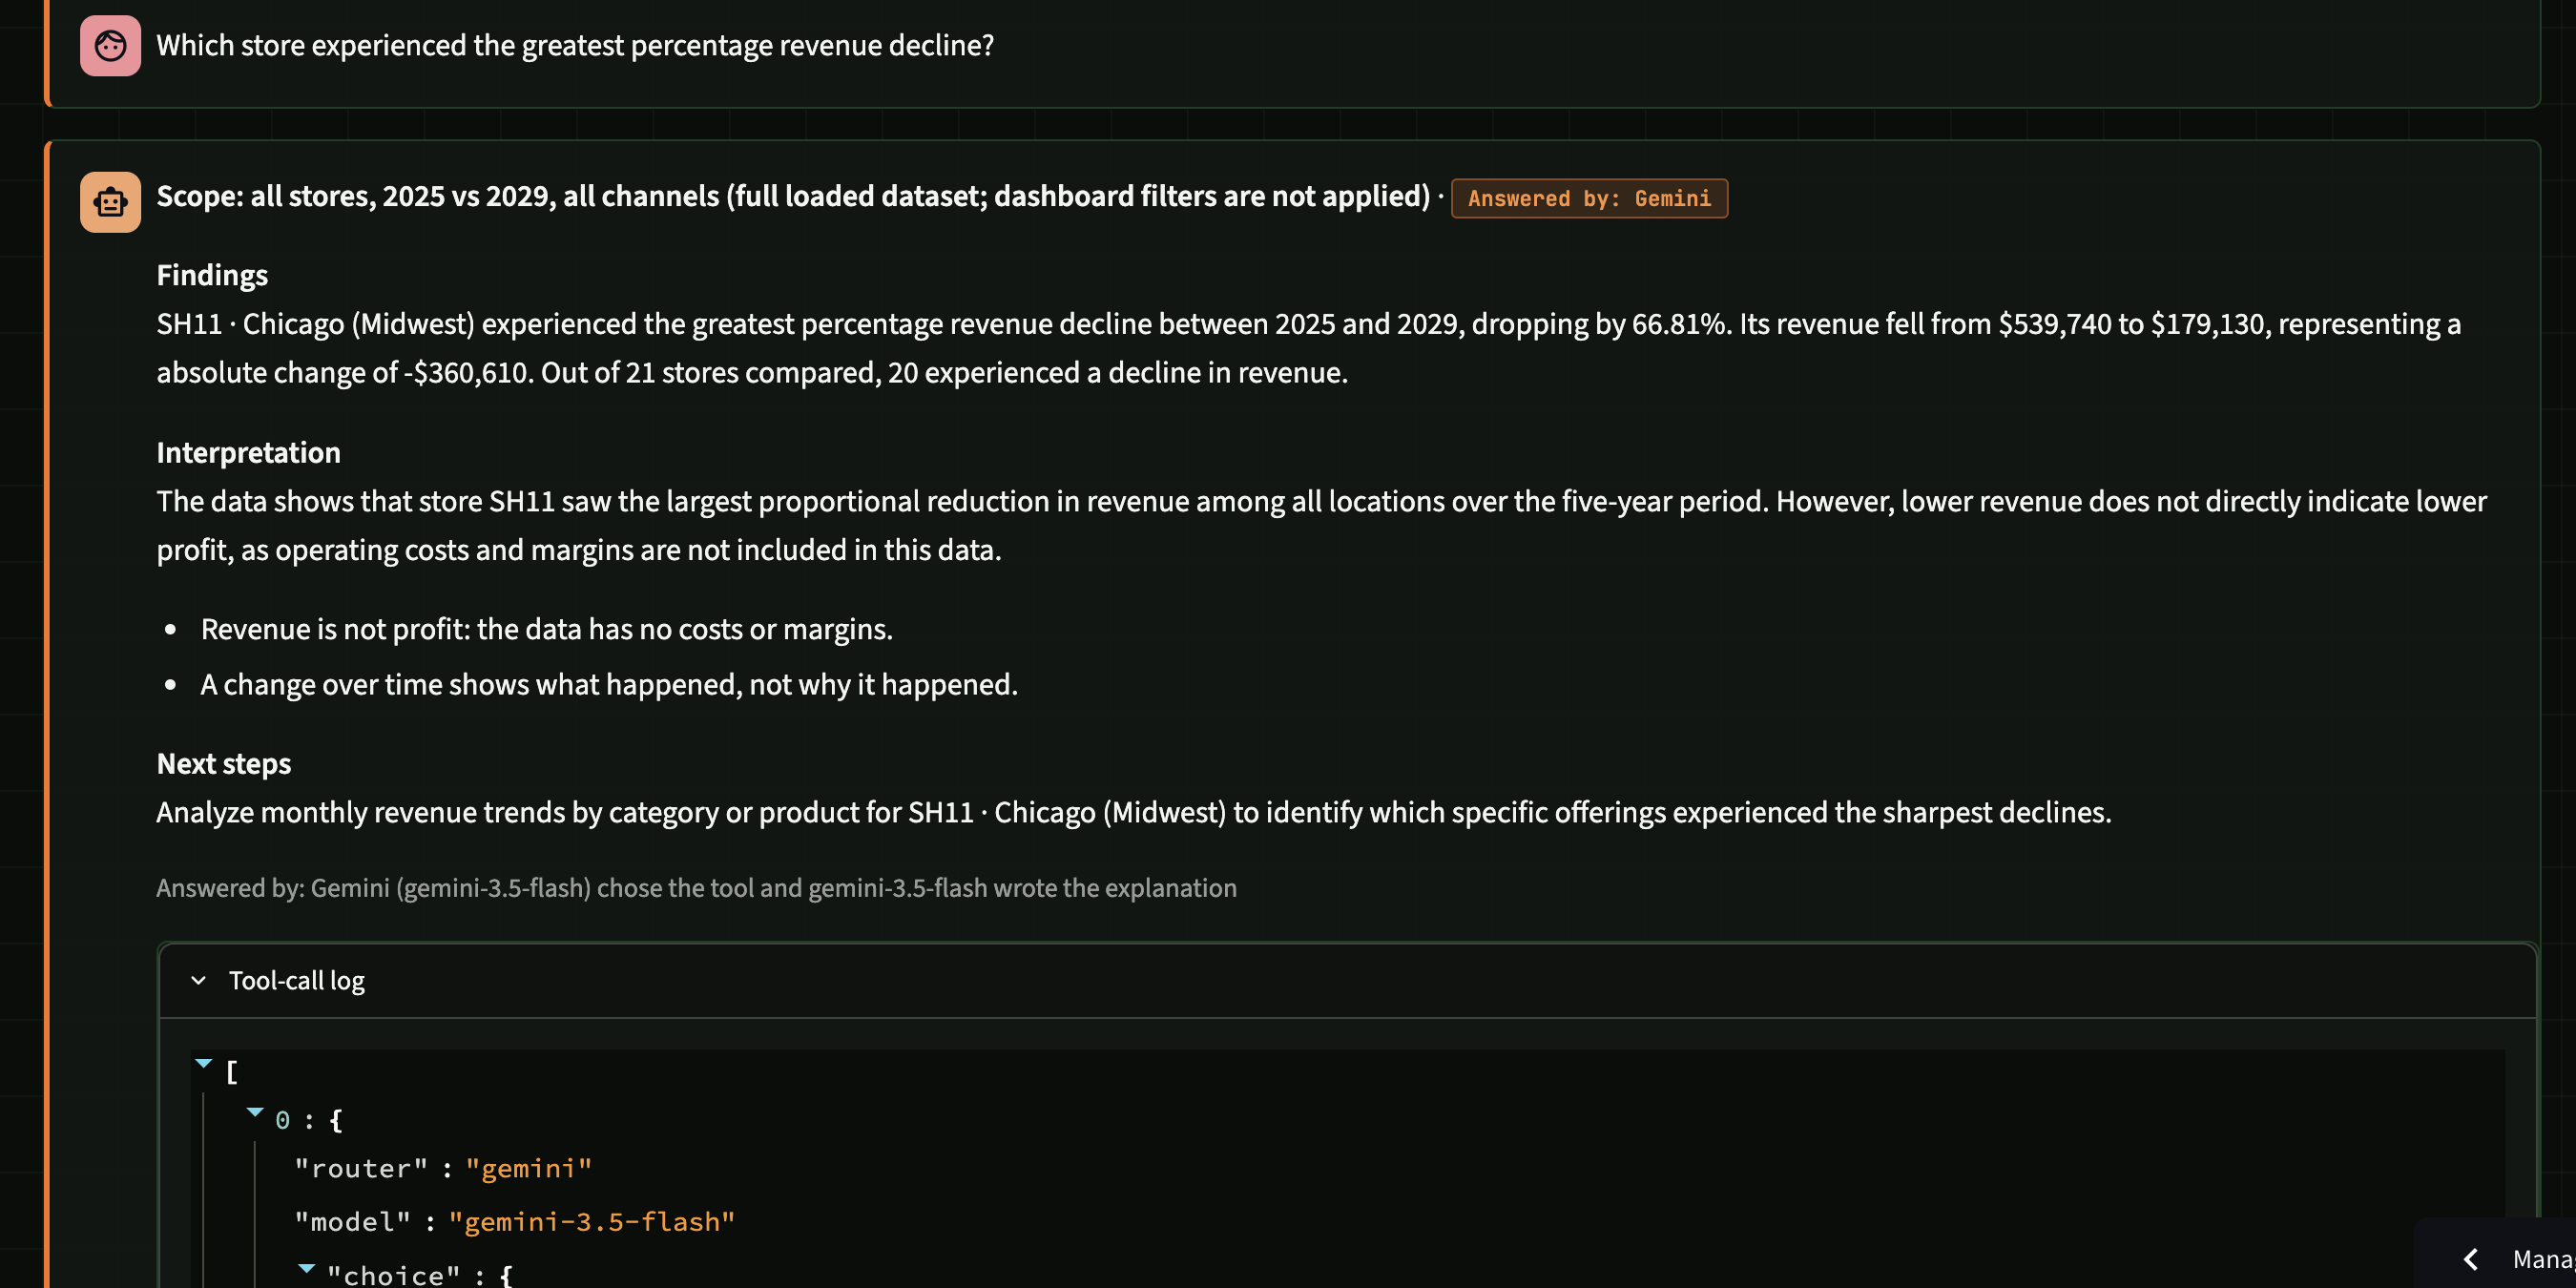 Which store experienced the greatest percentage revenue decline?
Scope: all stores, 2025 vs 2029, all channels (full loaded dataset; dashboard filters are not applied) · Answered by: Gemini
Findings
SH11 · Chicago (Midwest) experienced the greatest percentage revenue decline between 2025 and 2029, dropping by 66.81%. Its revenue fell from $539,740 to $179,130, representing a
absolute change of -$360,610. Out of 21 stores compared, 20 experienced a decline in revenue.
Interpretation
The data shows that store SH11 saw the largest proportional reduction in revenue among all locations over the five-year period. However, lower revenue does not directly indicate lower
profit, as operating costs and margins are not included in this data.
• Revenue is not profit: the data has no costs or margins.
• A change over time shows what happened, not why it happened.
Next steps
Analyze monthly revenue trends by category or product for SH11 · Chicago (Midwest) to identify which specific offerings experienced the sharpest declines.
Answered by: Gemini (gemini-3.5-flash) chose the tool and gemini-3.5-flash wrote the explanation
Tool-call log
[
0 : {
"router" : "gemini"
"model" : "gemini-3.5-flash"
"choice" : {